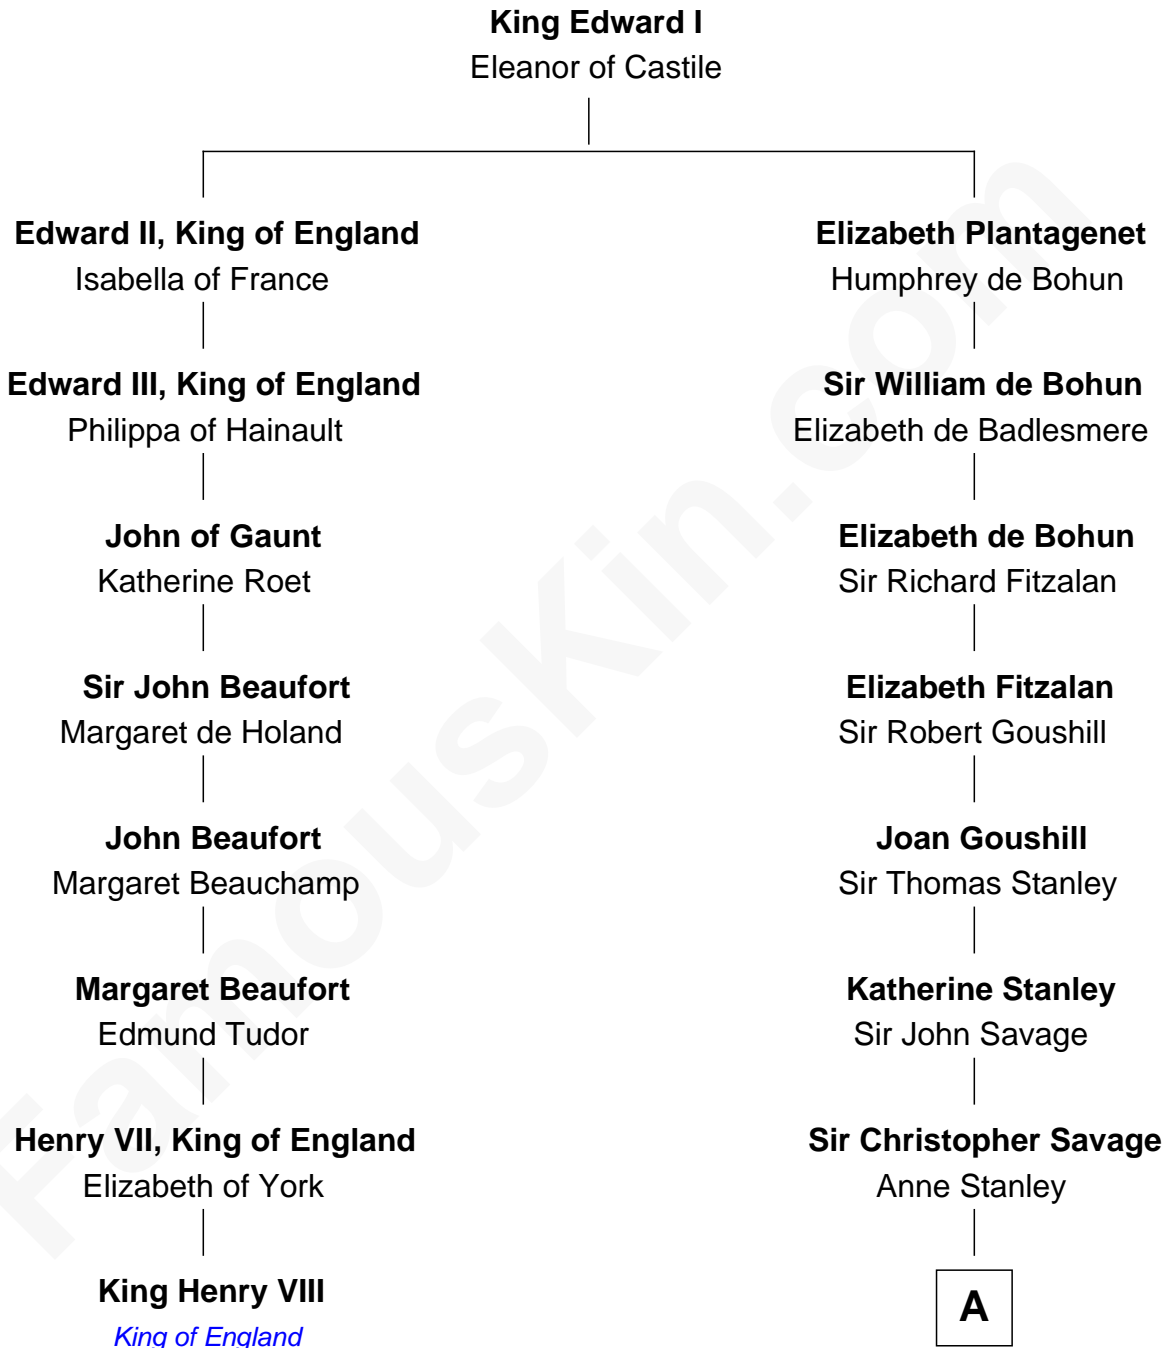 King Edward I
Eleanor of Castile
Edward II, King of England
Isabella of France
Elizabeth Plantagenet
Humphrey de Bohun
Edward III, King of England
Philippa of Hainault
Sir William de Bohun
Elizabeth de Badlesmere
John of Gaunt
Katherine Roet
Elizabeth de Bohun
Sir Richard Fitzalan
Sir John Beaufort
Margaret de Holand
Elizabeth Fitzalan
Sir Robert Goushill
John Beaufort
Margaret Beauchamp
Joan Goushill
Sir Thomas Stanley
Margaret Beaufort
Edmund Tudor
Katherine Stanley
Sir John Savage
Henry VII, King of England
Elizabeth of York
Sir Christopher Savage
Anne Stanley
King Henry VIII
King of England
A
FamousKin.com